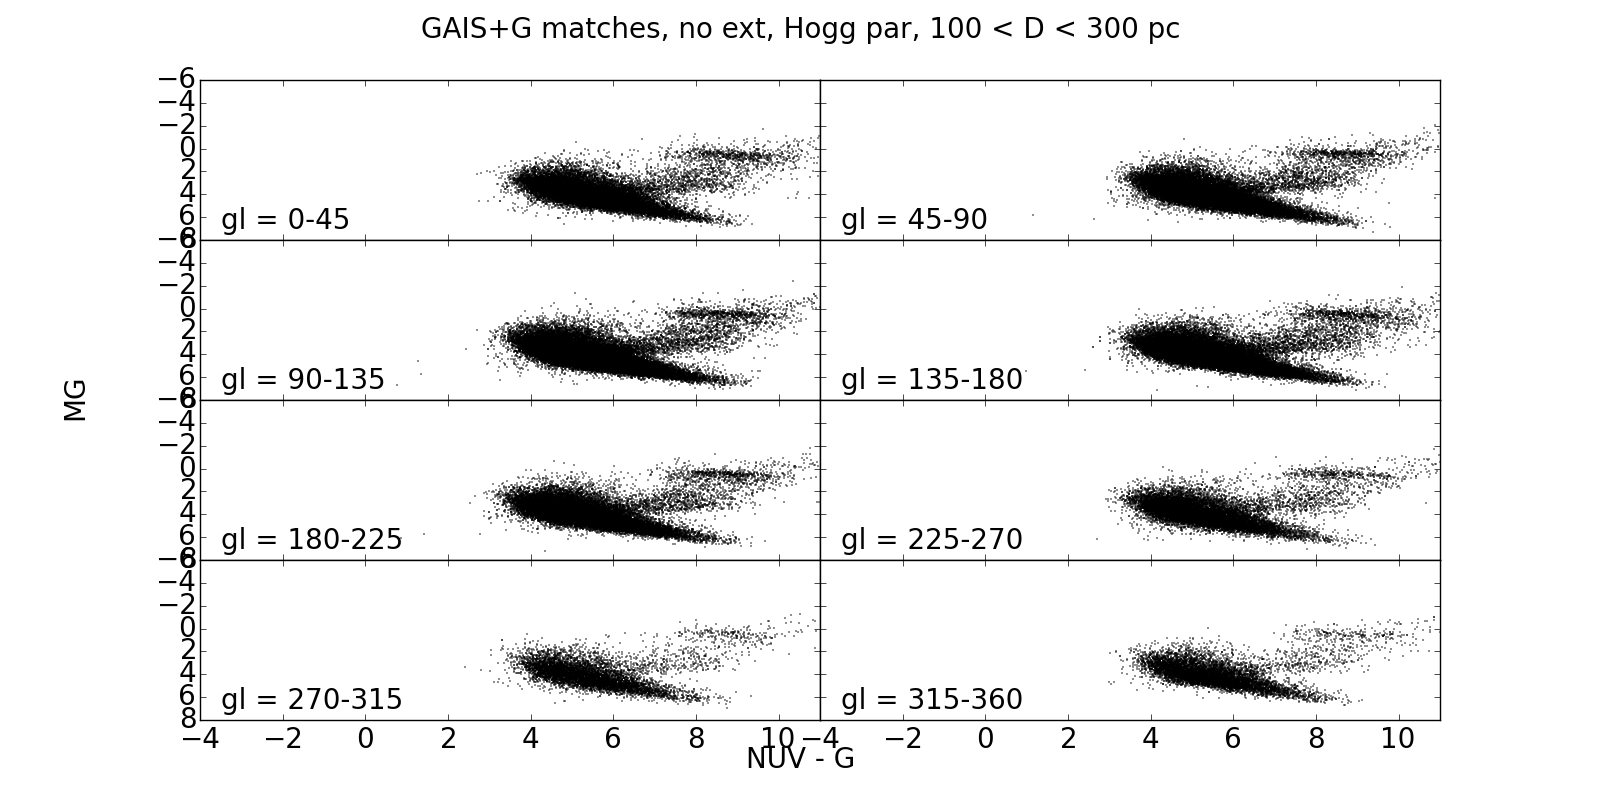 GAIS+G matches, no ext, Hogg par, 100 < D < 300 pc
−6
−4
−2
0
2
4
6
8
gl = 0-45
gl = 45-90
−6
−4
−2
0
2
4
6
8
gl = 90-135
gl = 135-180
MG
−6
−4
−2
0
2
4
6
8
gl = 180-225
gl = 225-270
−6
−4
−2
0
2
4
6
8
gl = 270-315
gl = 315-360
−4 −2 0 2 4 6 8 10 −4 −2 0 2 4 6 8 10
NUV - G